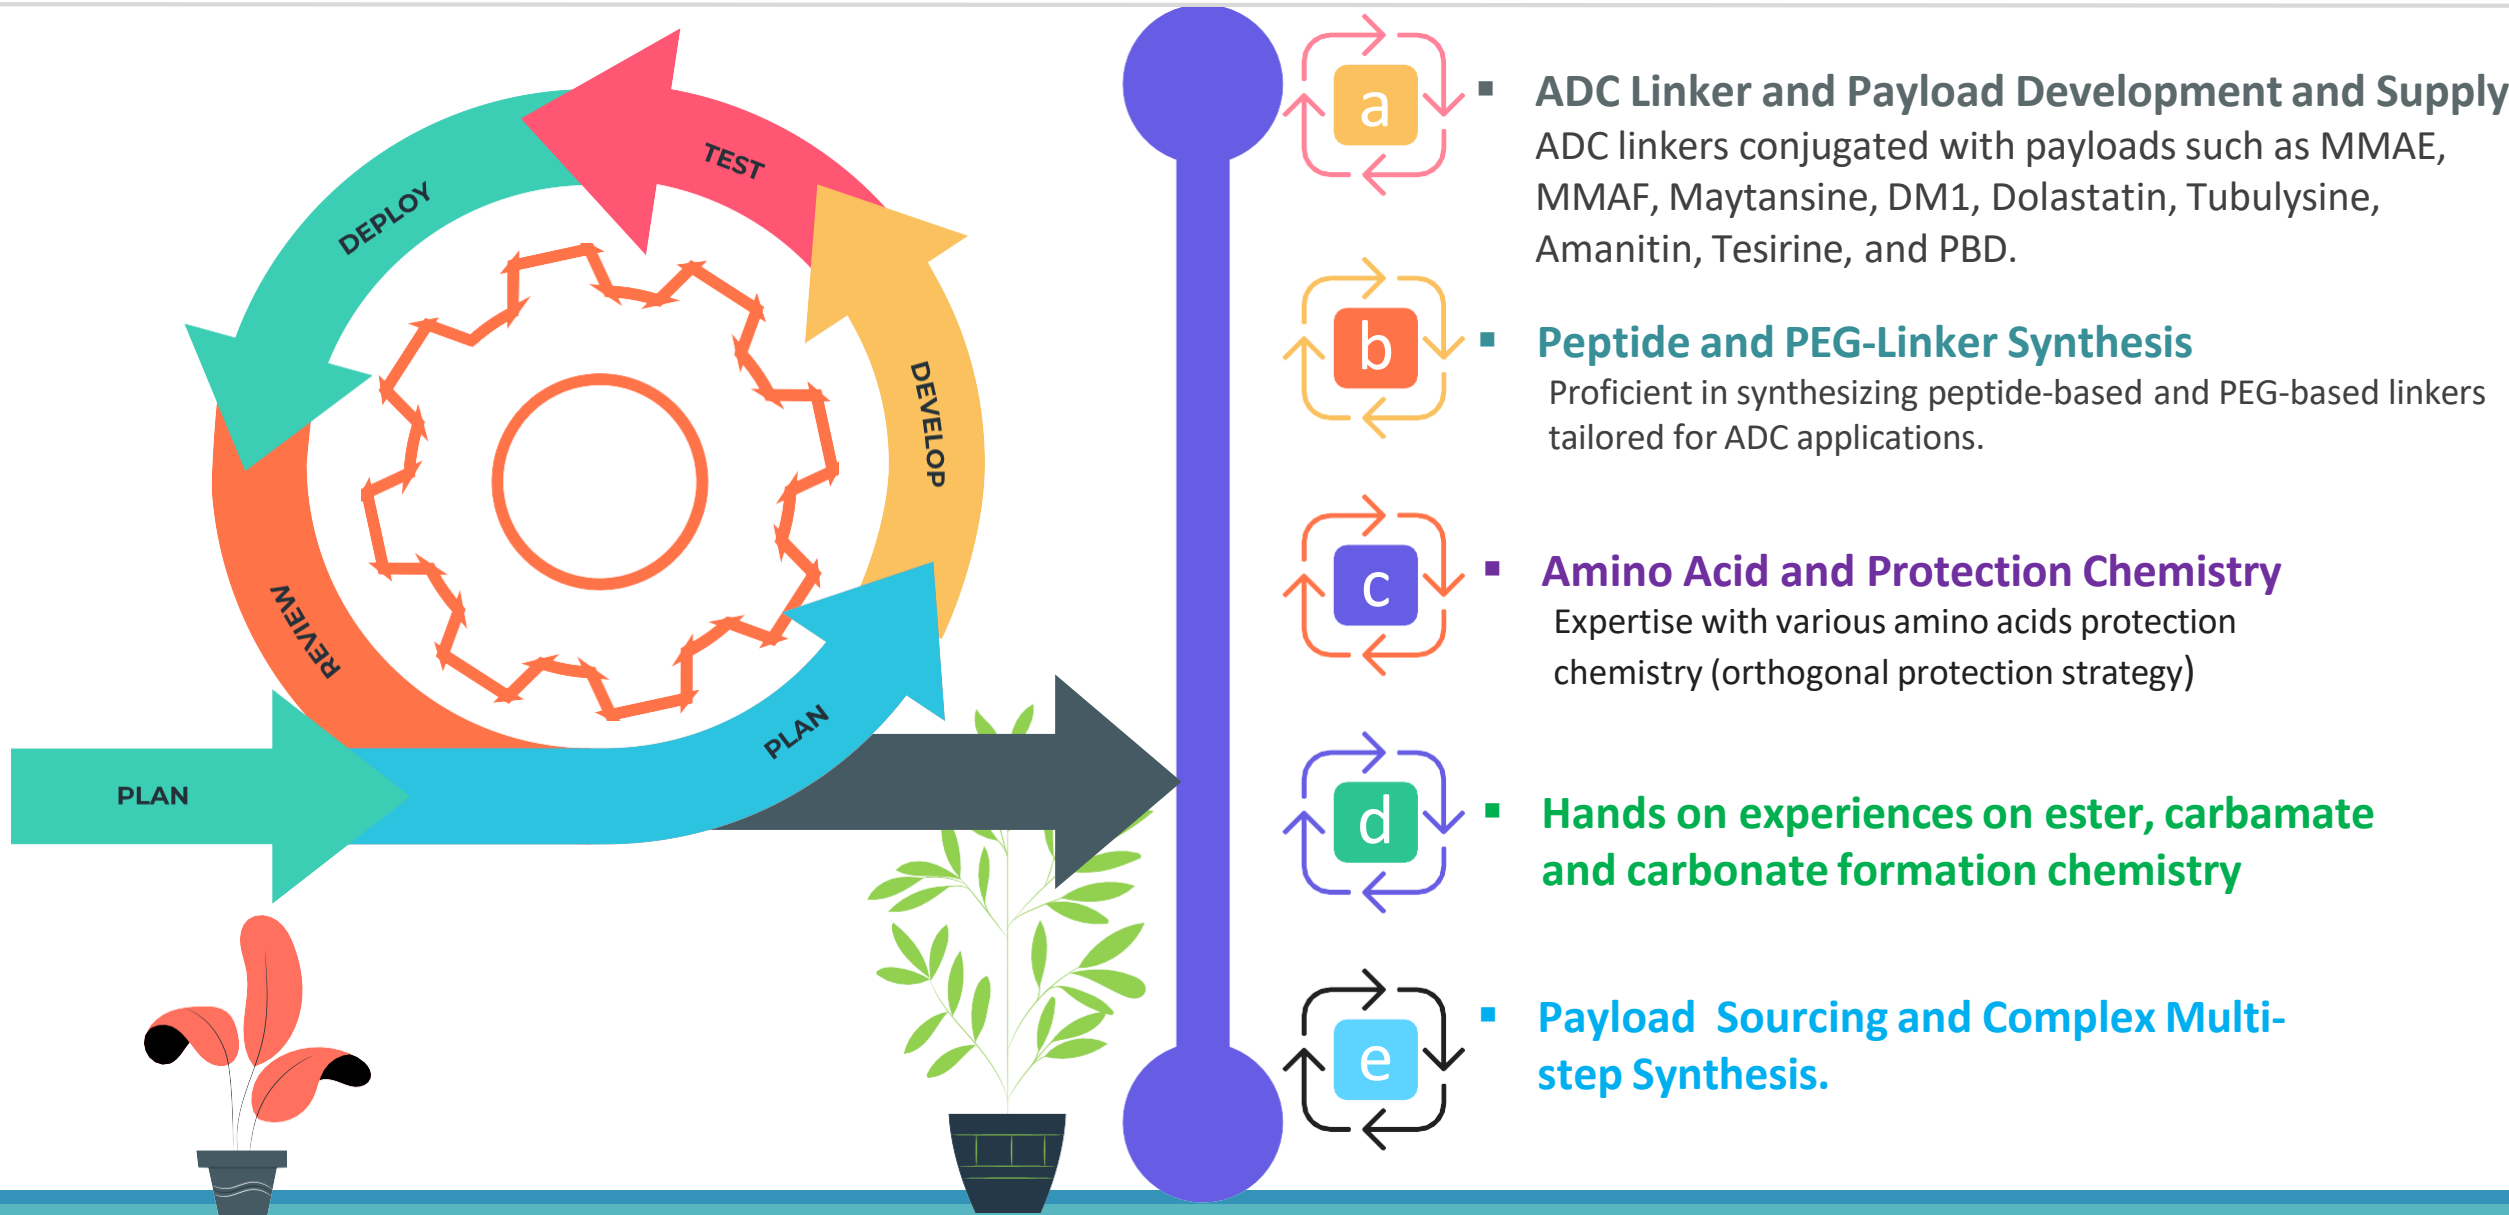 TEST
DEPLOY
DEVELOP
REVIEW
PLAN
PLAN
a
▪ ADC Linker and Payload Development and Supply
ADC linkers conjugated with payloads such as MMAE,
MMAF, Maytansine, DM1, Dolastatin, Tubulysine,
Amanitin, Tesirine, and PBD.
b
▪ Peptide and PEG-Linker Synthesis
Proficient in synthesizing peptide-based and PEG-based linkers
tailored for ADC applications.
c
▪ Amino Acid and Protection Chemistry
Expertise with various amino acids protection
chemistry (orthogonal protection strategy)
d
▪ Hands on experiences on ester, carbamate
and carbonate formation chemistry
e
▪ Payload  Sourcing and Complex Multi-
step Synthesis.